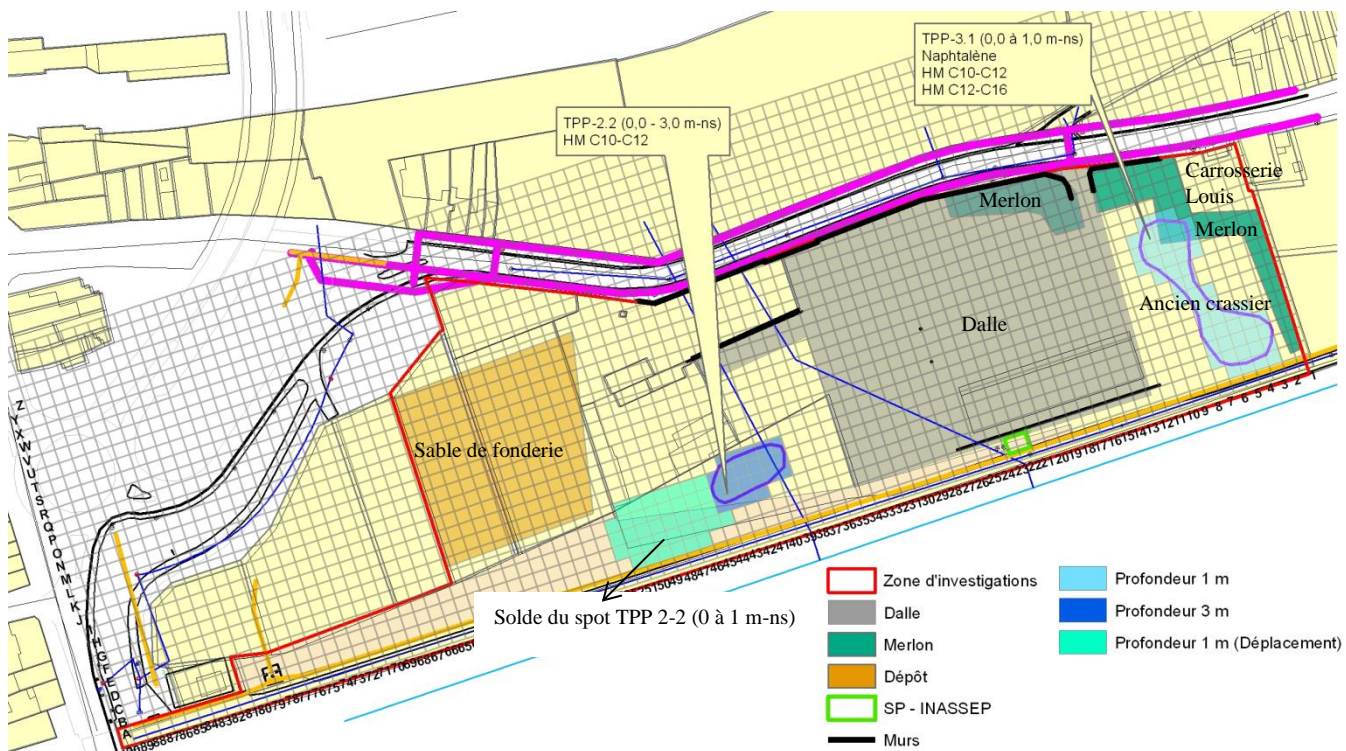 TPP-3.1 (0,0 à 1,0 m-ns)
Naphtalène
HM C10-C12
HM C12-C16
TPP-2.2 (0,0 - 3,0 m-ns)
HM C10-C12
Carrosserie
Louis
Merlon
Merlon
Ancien crassier
Dalle
Sable de fonderie
Solde du spot TPP 2-2 (0 à 1 m-ns)
Zone d'investigations
Dalle
Merlon
Dépôt
SP - INASSEP
Murs
Profondeur 1 m
Profondeur 3 m
Profondeur 1 m (Déplacement)